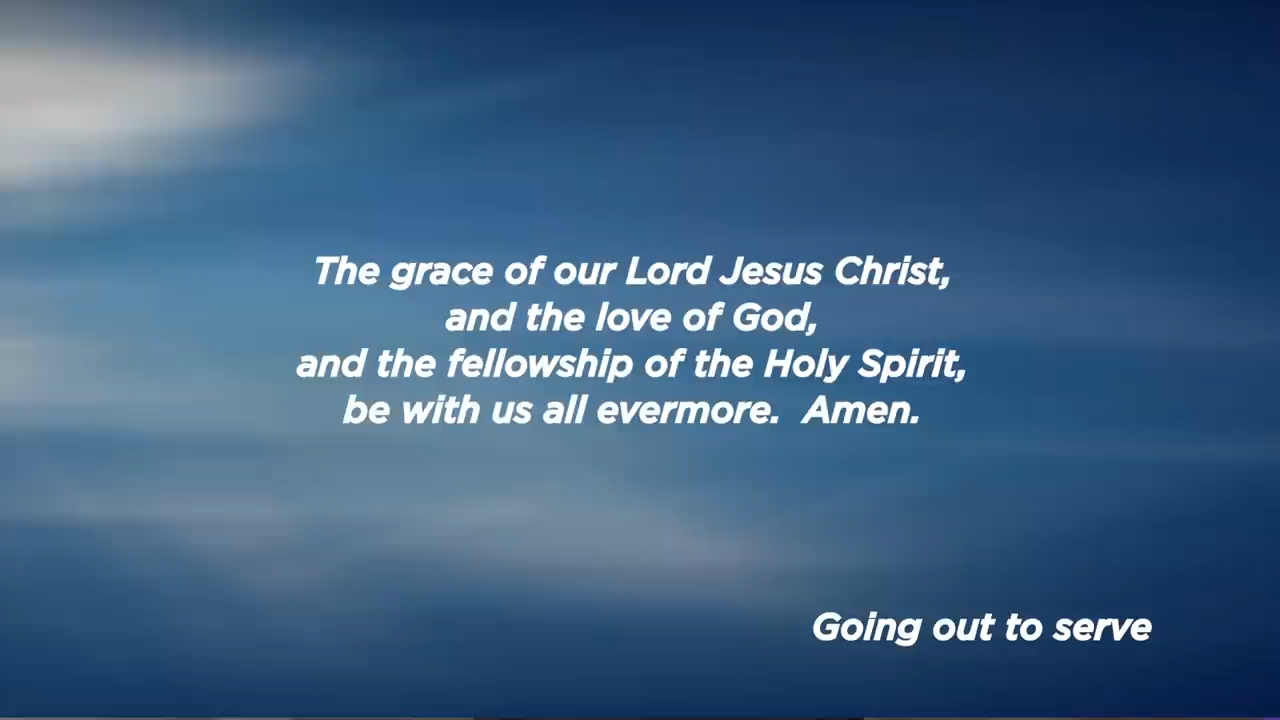 The grace of our Lord Jesus Christ,
and the love of God,
and the fellowship of the Holy Spirit,
be with us all evermore.  Amen.
Going out to serve